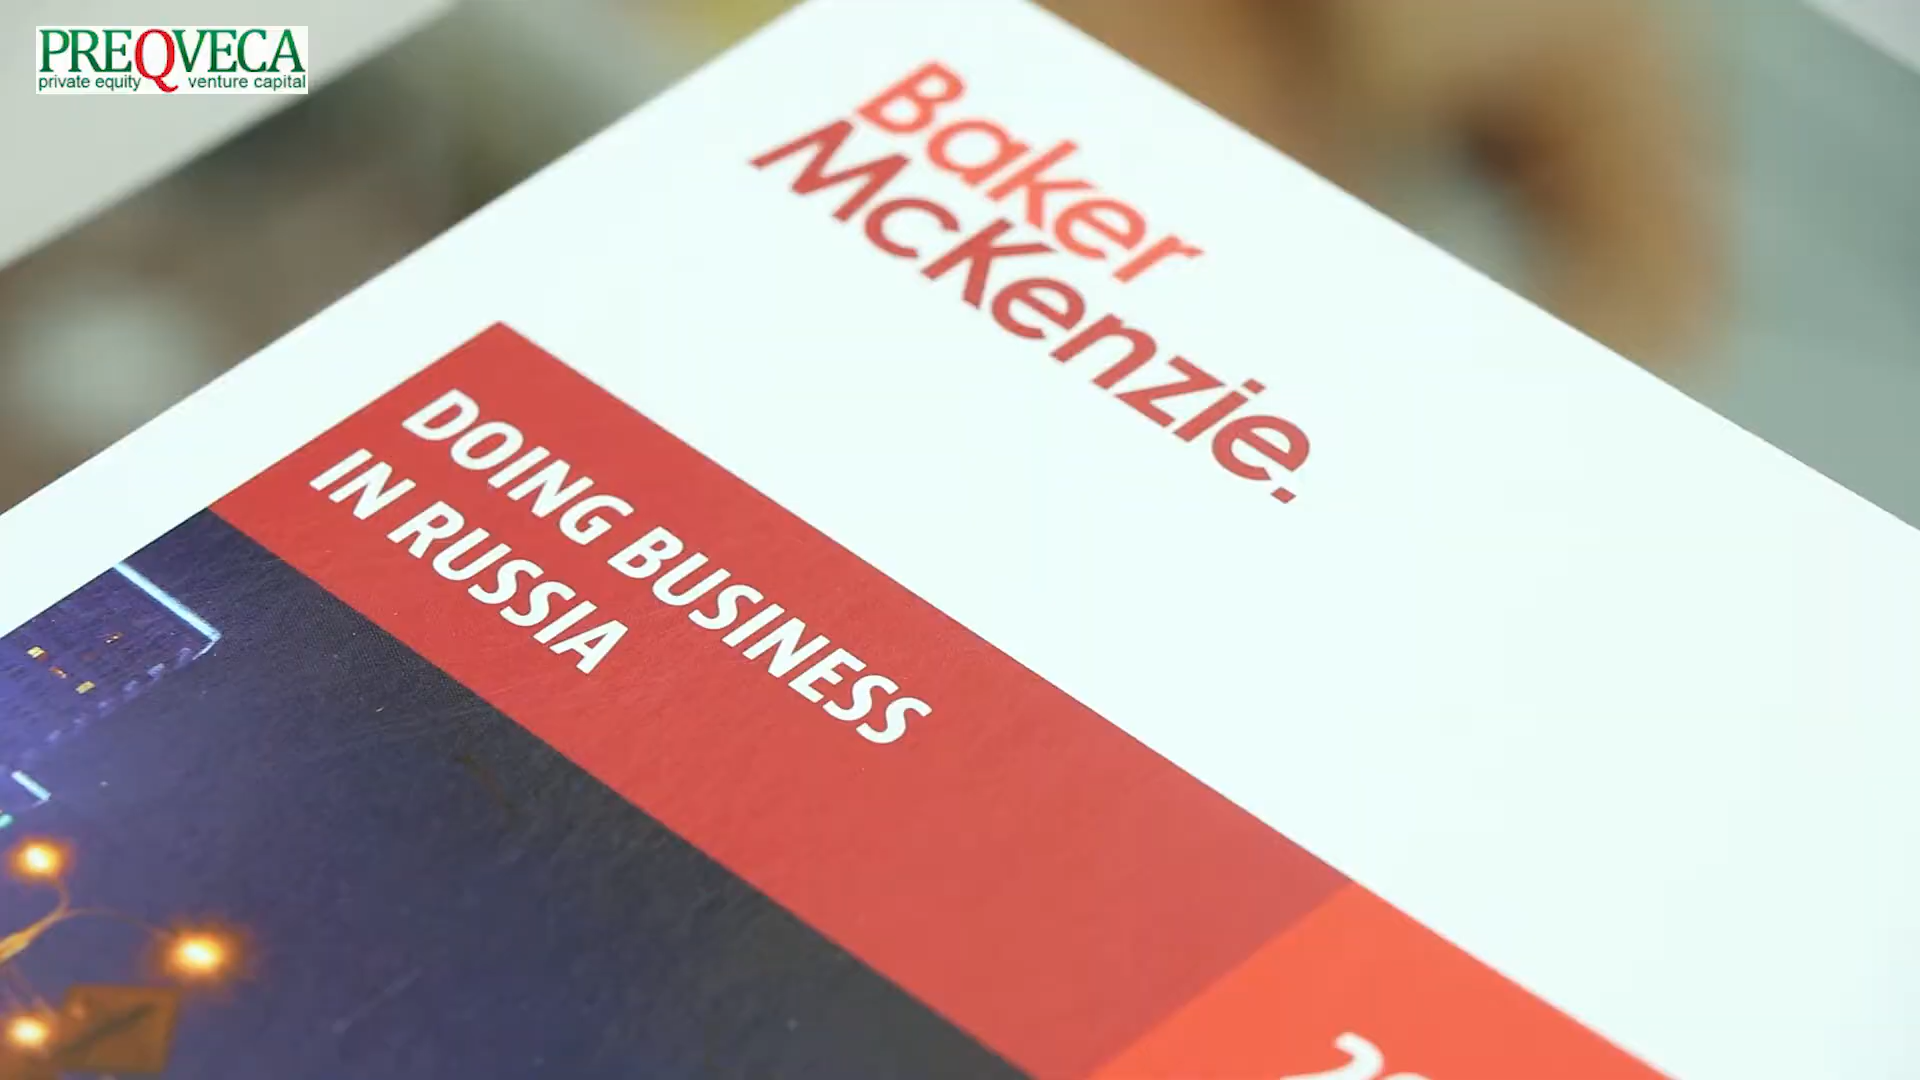 PREQVECA
private equity venture capital
Baker
McKenzie.
DOING BUSINESS
IN RUSSIA